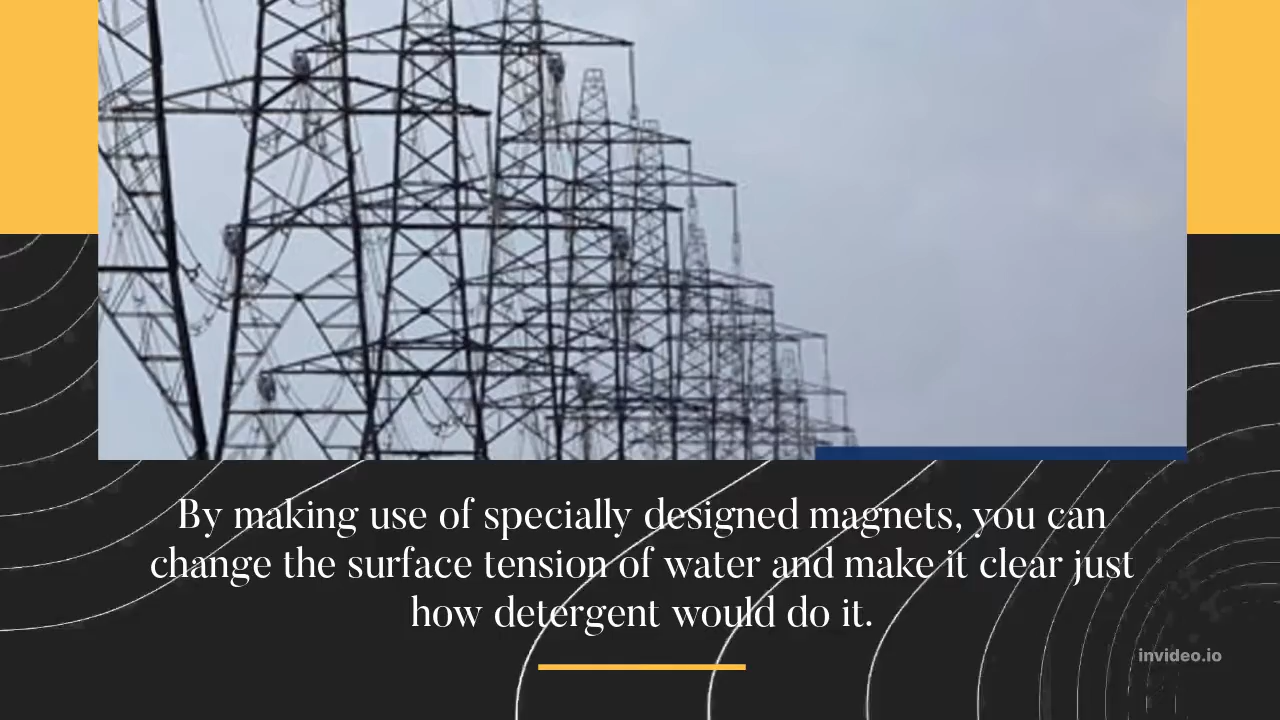 By making use of specially designed magnets, you can
change the surface tension of water and make it clear just
how detergent would do it.
invideo.io